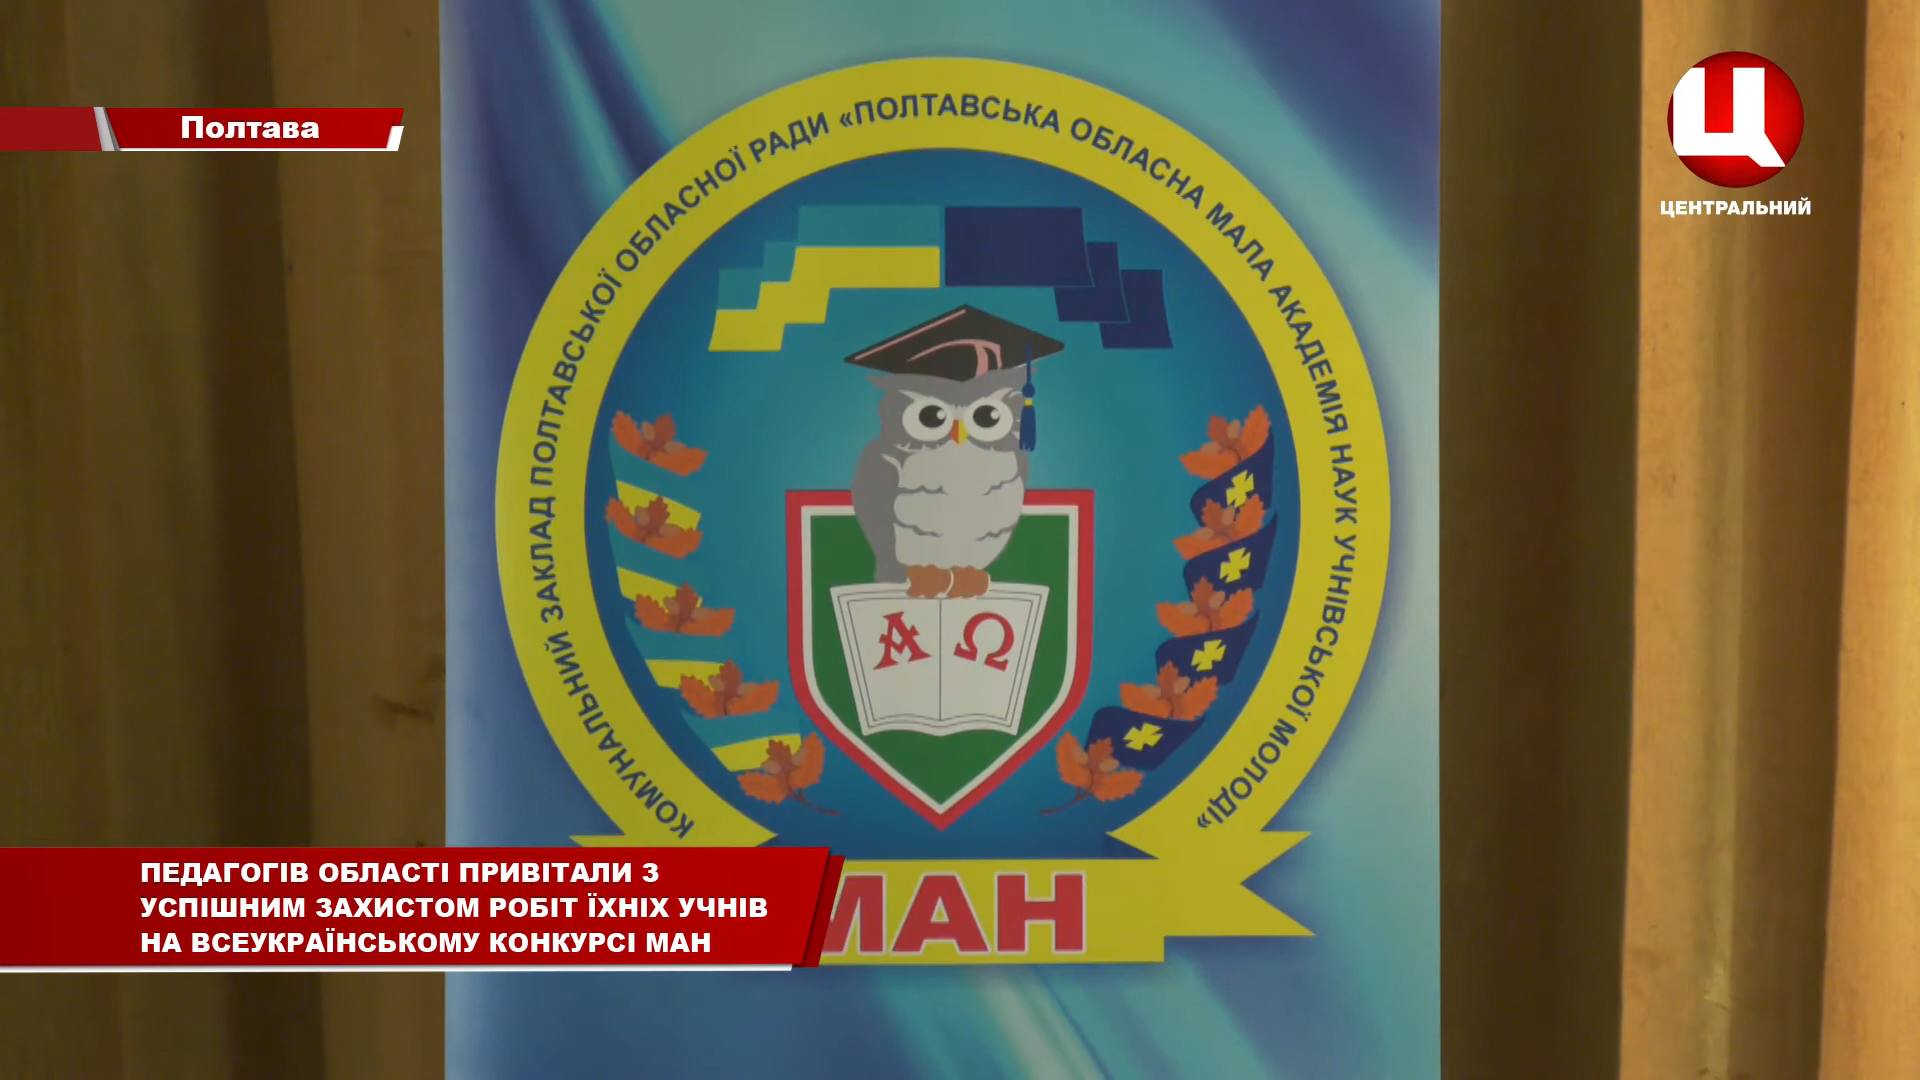 Полтава
ЦЕНТРАЛЬНИЙ
КОМУНАЛЬНИЙ ЗАКЛАД ПОЛТАВСЬКОЇ ОБЛАСНОЇ РАДИ «ПОЛТАВСЬКА ОБЛАСНА МАЛА АКАДЕМІЯ НАУК УЧНІВСЬКОЇ МОЛОДІ»
Α Ω
МАН
ПЕДАГОГІВ ОБЛАСТІ ПРИВІТАЛИ З
УСПІШНИМ ЗАХИСТОМ РОБІТ ЇХНІХ УЧНІВ
НА ВСЕУКРАЇНСЬКОМУ КОНКУРСІ МАН